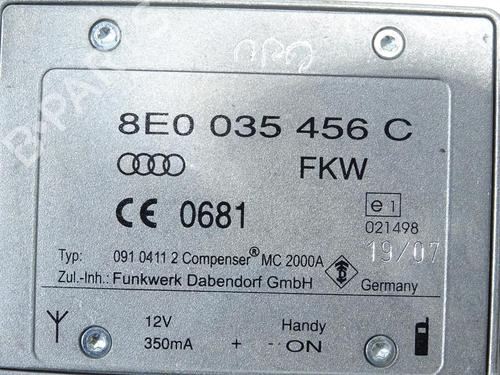 8E0 035 456 C
FKW
CE 0681
e1
021498
19/07
Typ: 091 0411 2 Compenser® MC 2000A
Zul.-Inh.: Funkwerk Dabendorf GmbH
Germany
12V
350mA
Handy
+ -- ON
B-PARTS